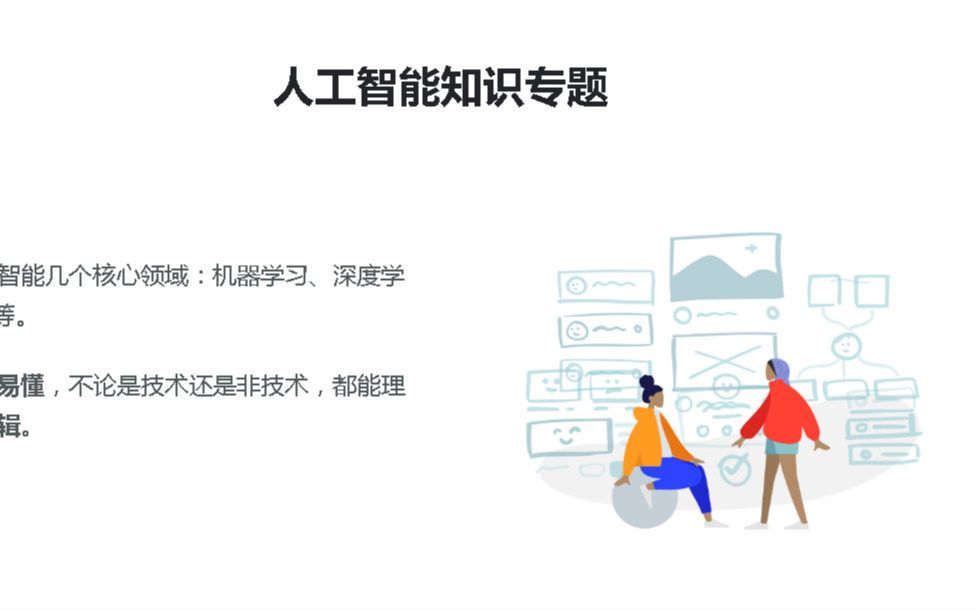 人工智能知识专题
智能几个核心领域：机器学习、深度学
等。
易懂，不论是技术还是非技术，都能理
辑。